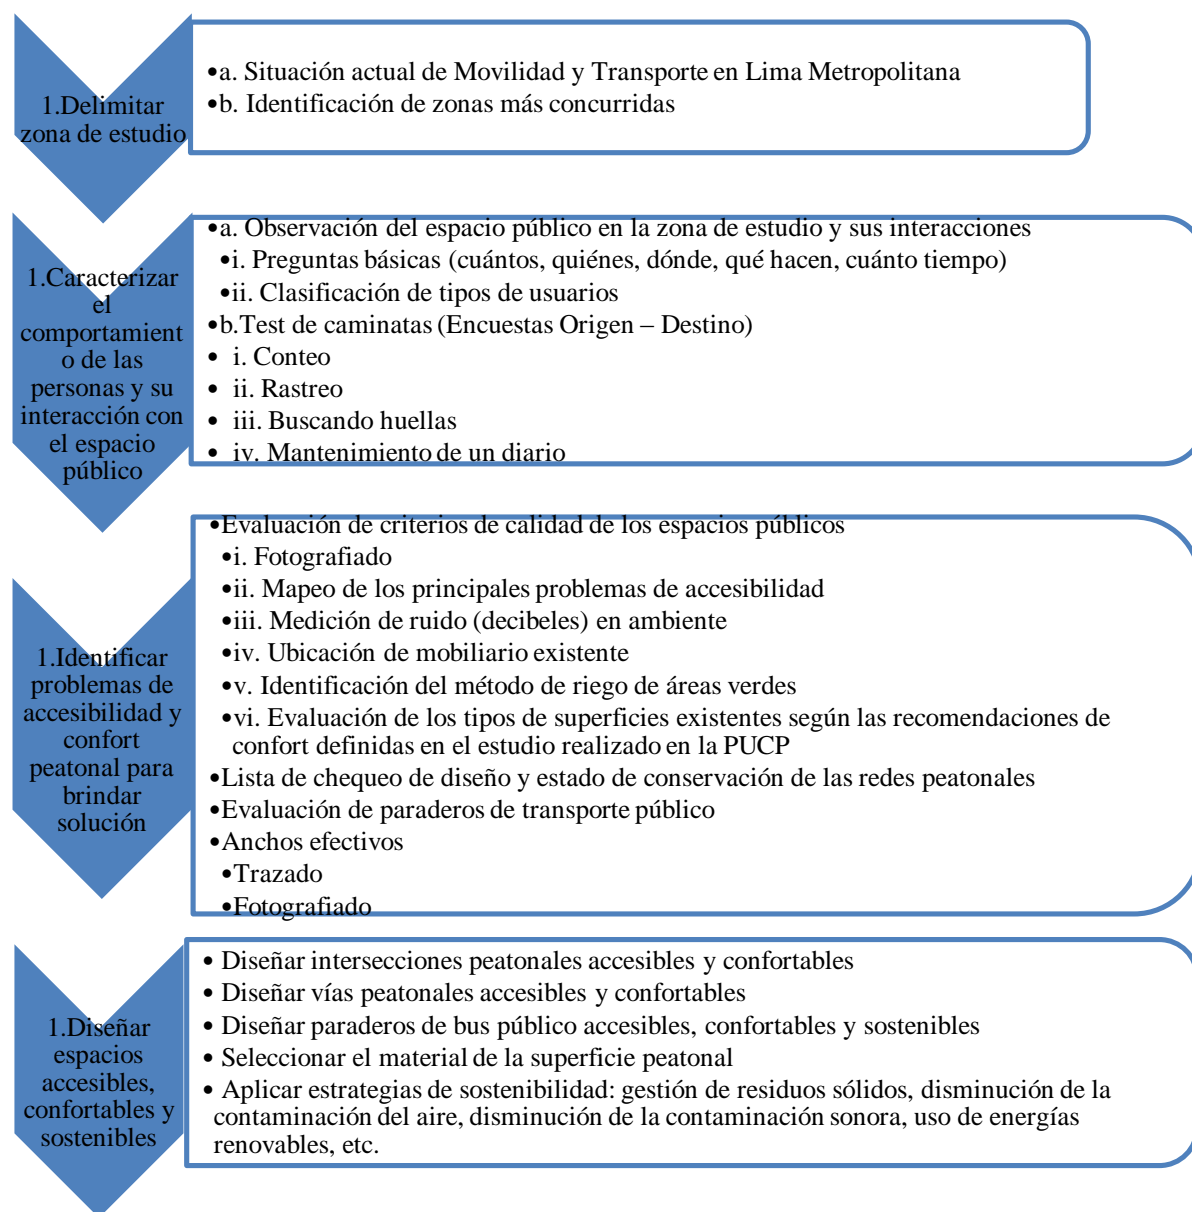 1.Delimitar
zona de estudio
•a. Situación actual de Movilidad y Transporte en Lima Metropolitana
•b. Identificación de zonas más concurridas
1.Caracterizar
el
comportamient
o de las
personas y su
interacción con
el espacio
público
•a. Observación del espacio público en la zona de estudio y sus interacciones
•i. Preguntas básicas (cuántos, quiénes, dónde, qué hacen, cuánto tiempo)
•ii. Clasificación de tipos de usuarios
•b.Test de caminatas (Encuestas Origen – Destino)
• i. Conteo
• ii. Rastreo
• iii. Buscando huellas
• iv. Mantenimiento de un diario
1.Identificar
problemas de
accesibilidad y
confort
peatonal para
brindar
solución
•Evaluación de criterios de calidad de los espacios públicos
•i. Fotografiado
•ii. Mapeo de los principales problemas de accesibilidad
•iii. Medición de ruido (decibeles) en ambiente
•iv. Ubicación de mobiliario existente
•v. Identificación del método de riego de áreas verdes
•vi. Evaluación de los tipos de superficies existentes según las recomendaciones de
confort definidas en el estudio realizado en la PUCP
•Lista de chequeo de diseño y estado de conservación de las redes peatonales
•Evaluación de paraderos de transporte público
•Anchos efectivos
•Trazado
•Fotografiado
1.Diseñar
espacios
accesibles,
confortables y
sostenibles
• Diseñar intersecciones peatonales accesibles y confortables
• Diseñar vías peatonales accesibles y confortables
• Diseñar paraderos de bus público accesibles, confortables y sostenibles
• Seleccionar el material de la superficie peatonal
• Aplicar estrategias de sostenibilidad: gestión de residuos sólidos, disminución de la
contaminación del aire, disminución de la contaminación sonora, uso de energías
renovables, etc.